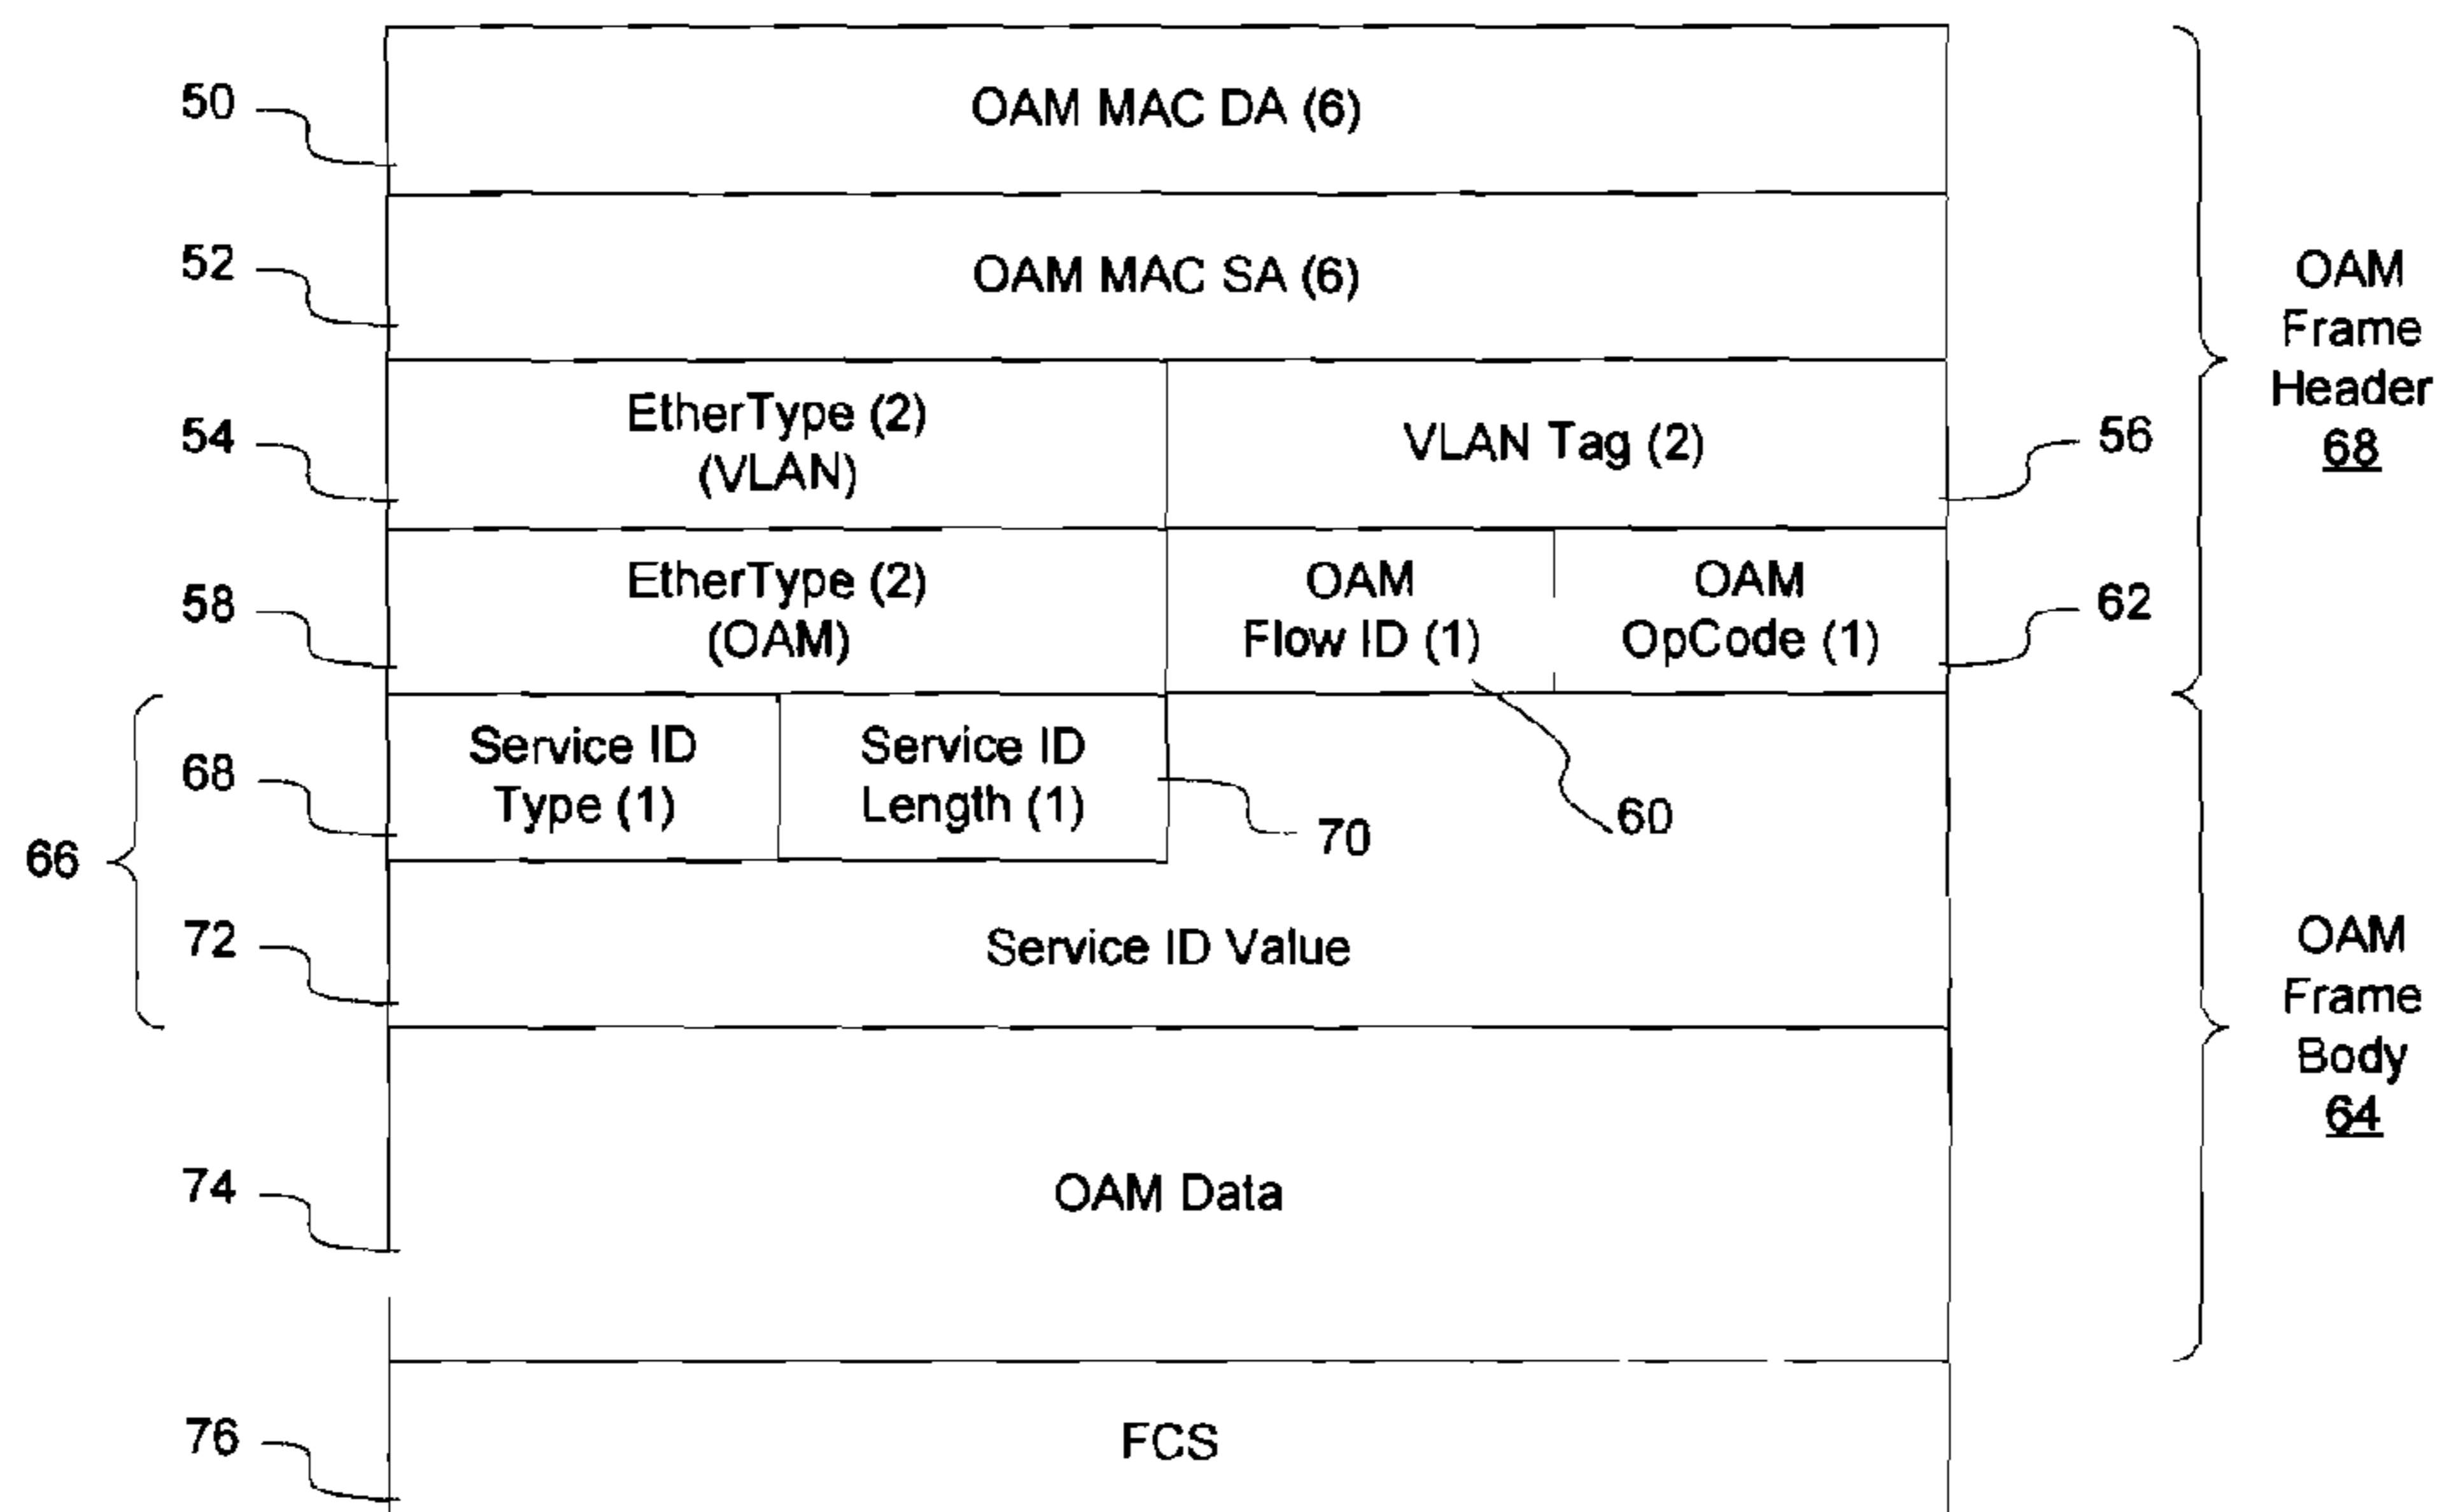 50
OAM MAC DA (6)
52
OAM MAC SA (6)
OAM
Frame
Header
68
54
EtherType (2)
(VLAN)
VLAN Tag (2)
56
58
EtherType (2)
(OAM)
OAM
Flow ID (1)
OAM
OpCode (1)
62
66
68
Service ID
Type (1)
Service ID
Length (1)
70
60
72
Service ID Value
OAM
Frame
Body
64
74
OAM Data
76
FCS